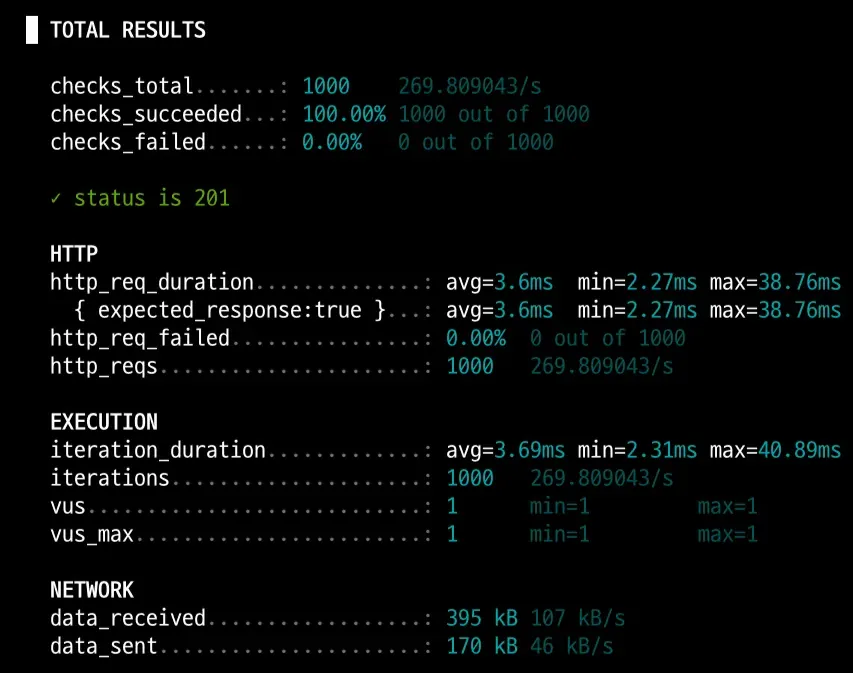 TOTAL RESULTS
checks_total.......: 1000 269.809043/s
checks_succeeded...: 100.00% 1000 out of 1000
checks_failed......: 0.00% 0 out of 1000
✓ status is 201
HTTP
http_req_duration..............: avg=3.6ms min=2.27ms max=38.76ms
{ expected_response:true }...: avg=3.6ms min=2.27ms max=38.76ms
http_req_failed................: 0.00% 0 out of 1000
http_reqs......................: 1000 269.809043/s
EXECUTION
iteration_duration.............: avg=3.69ms min=2.31ms max=40.89ms
iterations.....................: 1000 269.809043/s
vus............................: 1 min=1 max=1
vus_max........................: 1 min=1 max=1
NETWORK
data_received..................: 395 kB 107 kB/s
data_sent......................: 170 kB 46 kB/s